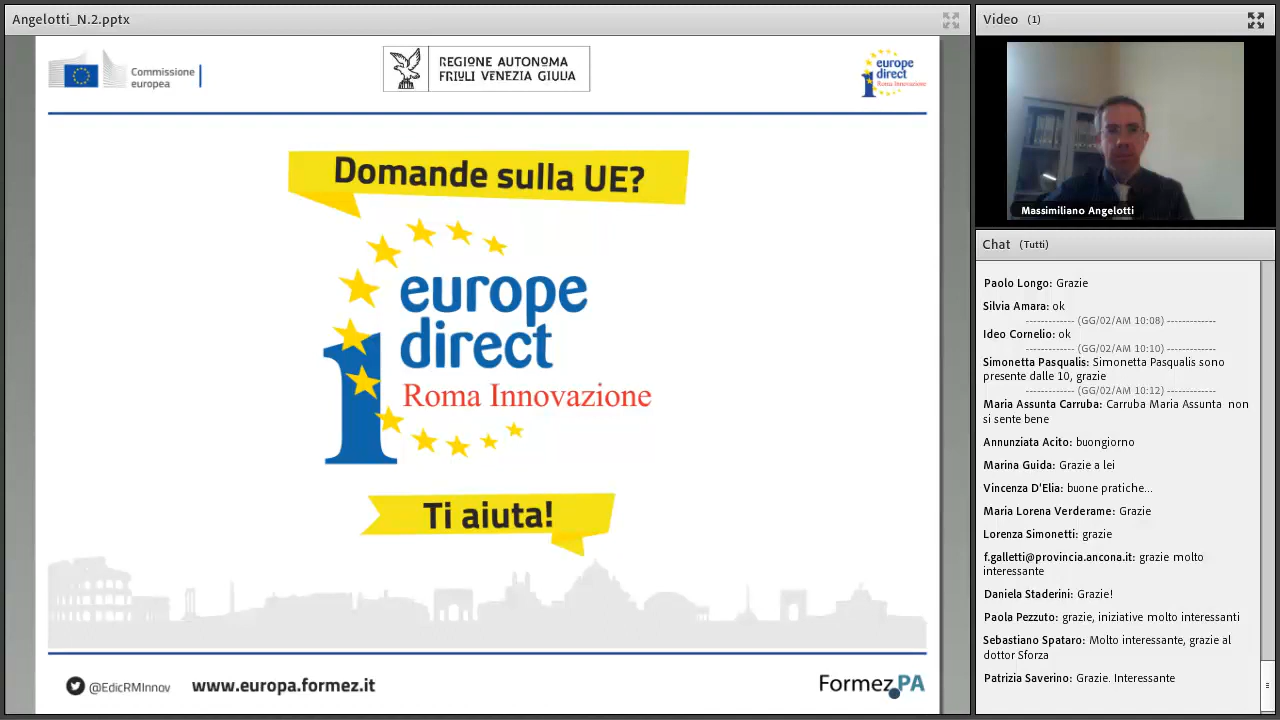 Angelotti_N.2.pptx
Commissione
europea
REGIONE AUTONOMA
FRIULI VENEZIA GIULIA
europe
direct
Roma Innovazione
Domande sulla UE?
europe
direct
Roma Innovazione
Ti aiuta!
@EdicRMInnov
www.europa.formez.it
Formez PA
Video (1)
Massimiliano Angelotti
Chat (Tutti)
Paolo Longo: Grazie
Silvia Amara: ok
------------- (GG/02/AM 10:08) -------------
Ideo Cornelio: ok
------------- (GG/02/AM 10:10) -------------
Simonetta Pasqualis: Simonetta Pasqualis sono
presente dalle 10, grazie
------------- (GG/02/AM 10:12) -------------
Maria Assunta Carruba: Carruba Maria Assunta non
si sente bene
Annunziata Acito: buongiorno
Marina Guida: Grazie a lei
Vincenza D'Elia: buone pratiche...
Maria Lorena Verderame: Grazie
Lorenza Simonetti: grazie
f.galletti@provincia.ancona.it: grazie molto
interessante
Daniela Staderini: Grazie!
Paola Pezzuto: grazie, iniziative molto interessanti
Sebastiano Spataro: Molto interessante, grazie al
dottor Sforza
Patrizia Saverino: Grazie. Interessante